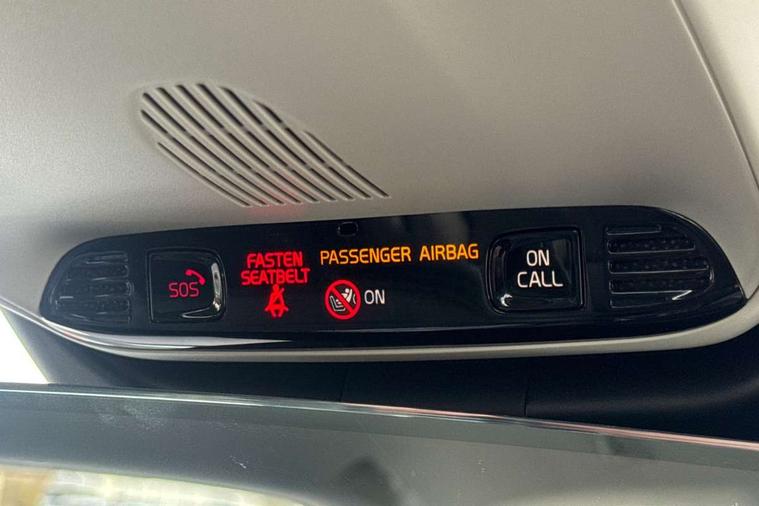 SOS
FASTEN
SEATBELT
PASSENGER AIRBAG
ON
ON
CALL